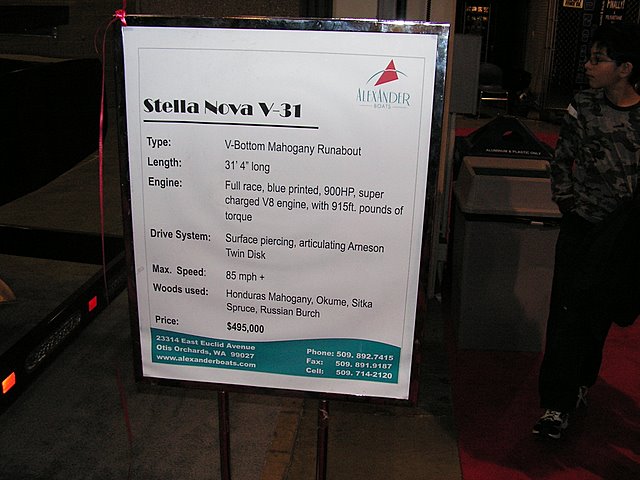 ALEXANDER
BOATS
Stella Nova V-31
Type: V-Bottom Mahogany Runabout
Length: 31' 4" long
Engine: Full race, blue printed, 900HP, super
charged V8 engine, with 915ft. pounds of
torque
Drive System: Surface piercing, articulating Arneson
Twin Disk
Max. Speed: 85 mph +
Woods used: Honduras Mahogany, Okume, Sitka
Spruce, Russian Burch
Price: $495,000
23314 East Euclid Avenue
Otis Orchards, WA 99027
www.alexanderboats.com
Phone: 509. 892.7415
Fax: 509. 891.9187
Cell: 509. 714-2120
ALUMINUM & PLASTIC ONLY